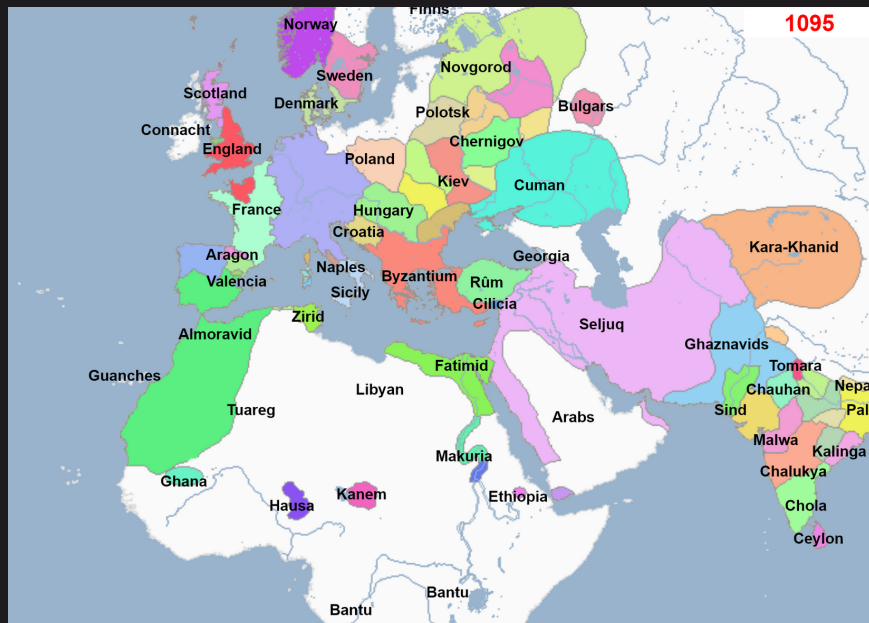 Finns
1095
Norway
Sweden
Novgorod
Scotland
Denmark
Polotsk
Bulgars
Connacht
England
Chernigov
Poland
Kiev
Cuman
France
Hungary
Croatia
Kara-Khanid
Aragon
Naples
Byzantium
Georgia
Valencia
Sicily
Rûm
Cilicia
Zirid
Seljuq
Almoravid
Ghaznavids
Guanches
Libyan
Fatimid
Tomara
Chauhan
Nepa
Tuareg
Arabs
Sind
Pal
Malwa
Kalinga
Makuria
Chalukya
Ghana
Hausa
Kanem
Ethiopia
Chola
Ceylon
Bantu
Bantu